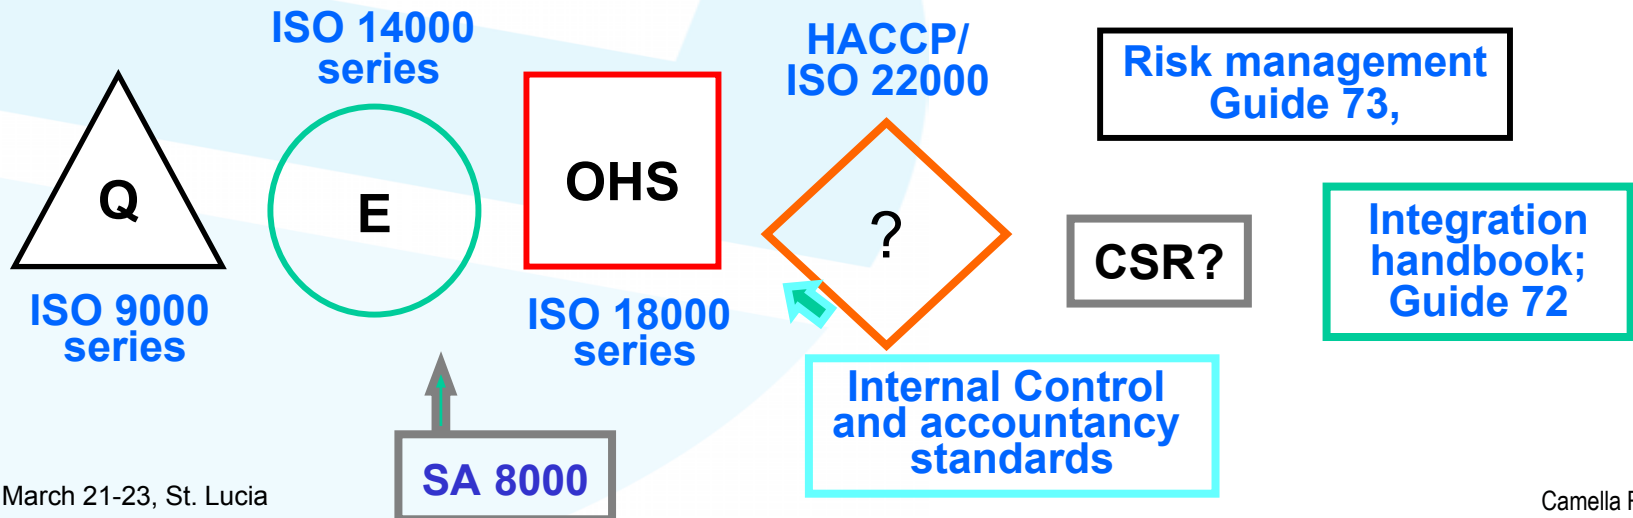 ISO 14000
series
HACCP/
ISO 22000
Risk management
Guide 73,
Q
E
OHS
?
CSR?
Integration
handbook;
Guide 72
ISO 9000
series
ISO 18000
series
Internal Control
and accountancy
standards
SA 8000
March 21-23, St. Lucia
Camella